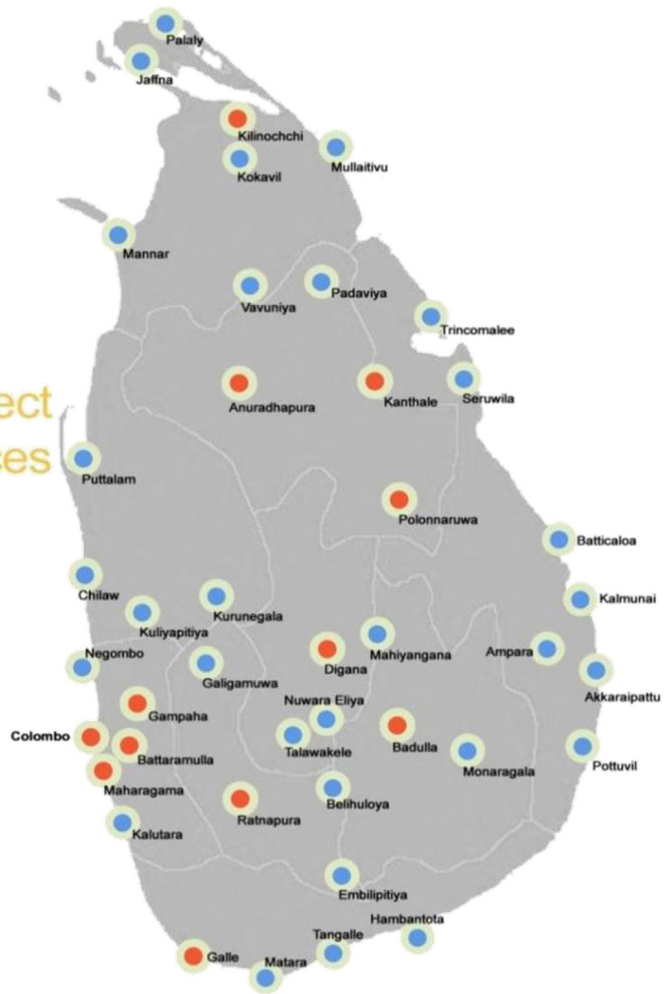 Palaly
Jaffna
Kilinochchi
Kokavil
Mullaitivu
Mannar
Vavuniya
Padaviya
Trincomalee
Anuradhapura
Kanthale
Seruwila
ect
ces
Puttalam
Polonnaruwa
Batticaloa
Chilaw
Kurunegala
Kalmunai
Kuliyapitiya
Negombo
Digana
Mahiyangana
Ampara
Galigamuwa
Akkaraipattu
Nuwara Eliya
Gampaha
Colombo
Battaramulla
Talawakele
Badulla
Monaragala
Pottuvil
Maharagama
Ratnapura
Belihuloya
Kalutara
Embilipitiya
Hambantota
Tangalle
Galle
Matara